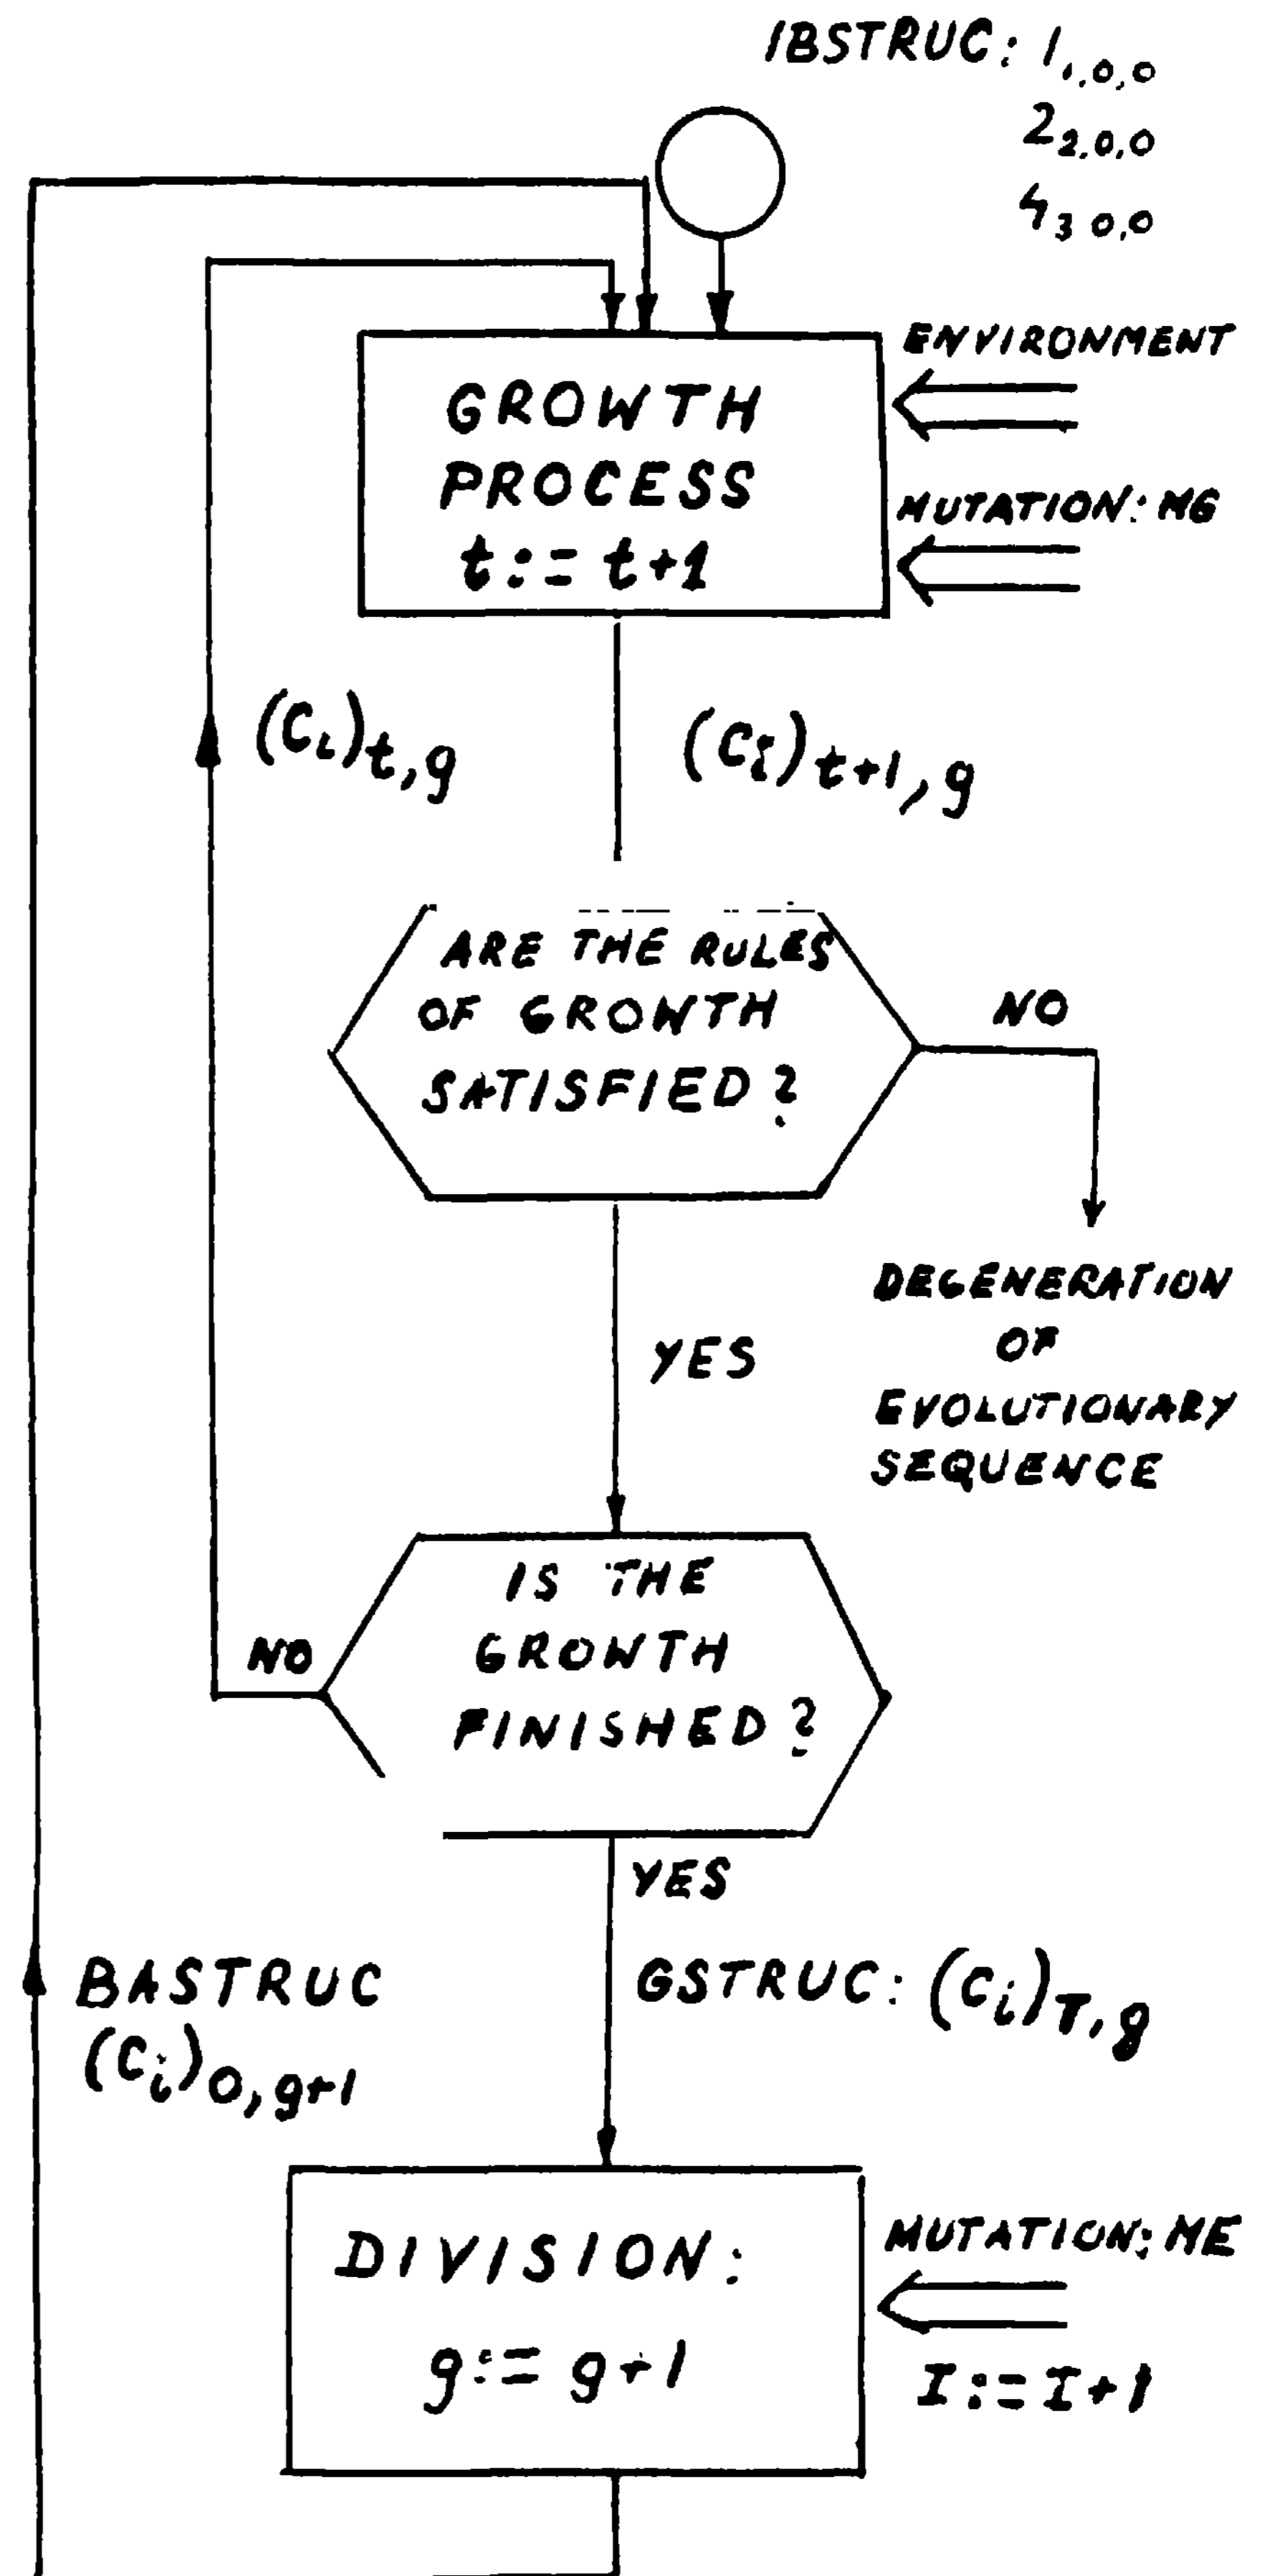 IBSTRUC: 1₁,₀,₀
2₂.₀,₀
4₃ ₀,₀
ENVIRONMENT
GROWTH
PROCESS
t := t+1
MUTATION: MG
(Cᵢ)t,g
(Cᵢ)t+1,g
ARE THE RULES
OF GROWTH
SATISFIED?
NO
DEGENERATION
OF
EVOLUTIONARY
SEQUENCE
YES
IS THE
GROWTH
FINISHED?
NO
YES
BASTRUC
(Cᵢ)0,g+1
GSTRUC: (Cᵢ)T,g
DIVISION:
g := g+1
MUTATION: ME
I := I+1